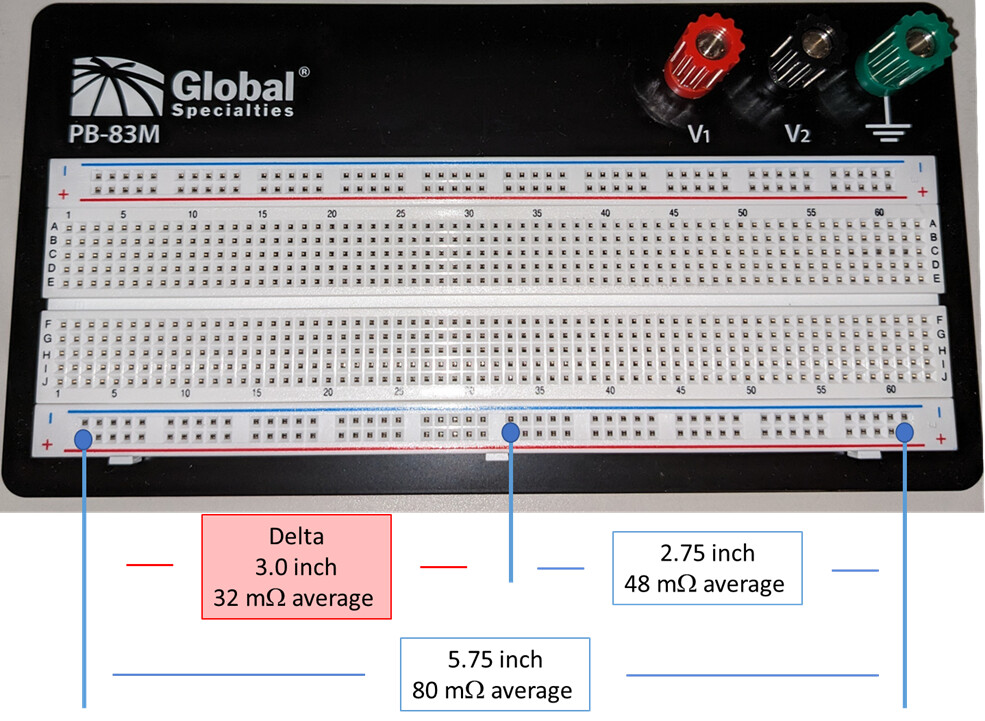 Global®
Specialties
PB-83M
V1 V2
– –
+ +
1 5 10 15 20 25 30 35 40 45 50 55 60
A A
B B
C C
D D
E E
F F
G G
H H
I I
J J
1 5 10 15 20 25 30 35 40 45 50 55 60
– –
+ +
Delta
3.0 inch
32 mΩ average
2.75 inch
48 mΩ average
5.75 inch
80 mΩ average